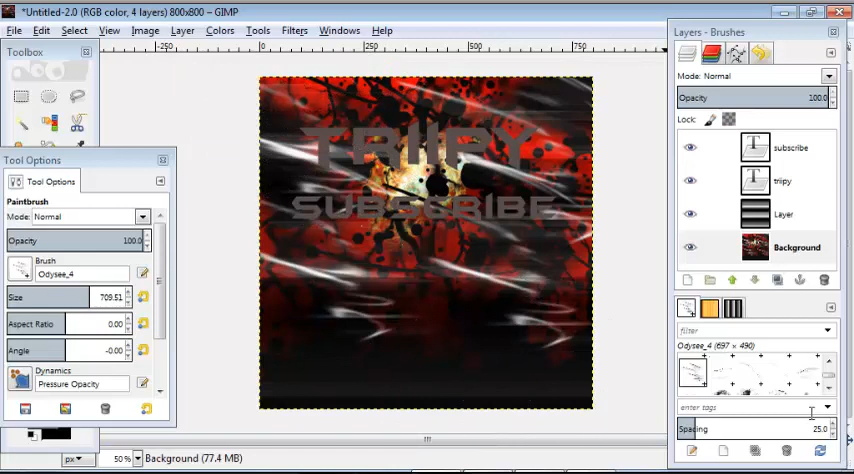 *Untitled-2.0 (RGB color, 4 layers) 800x800 – GIMP
File Edit Select View Image Layer Colors Tools Filters Windows Help
Toolbox
0 250 500 750
Tool Options
Tool Options
Paintbrush
Mode: Normal
Opacity 100.0
Brush
Odysee_4
Size 709.51
Aspect Ratio 0.00
Angle -0.00
Dynamics
Pressure Opacity
TRIIPY
SUBSCRIBE
px 50% Background (77.4 MB)
Layers - Brushes
Mode: Normal
Opacity 100.0
Lock:
T subscribe
T triipy
Layer
Background
filter
Odysee_4 (697 × 490)
enter tags
Spacing 25.0